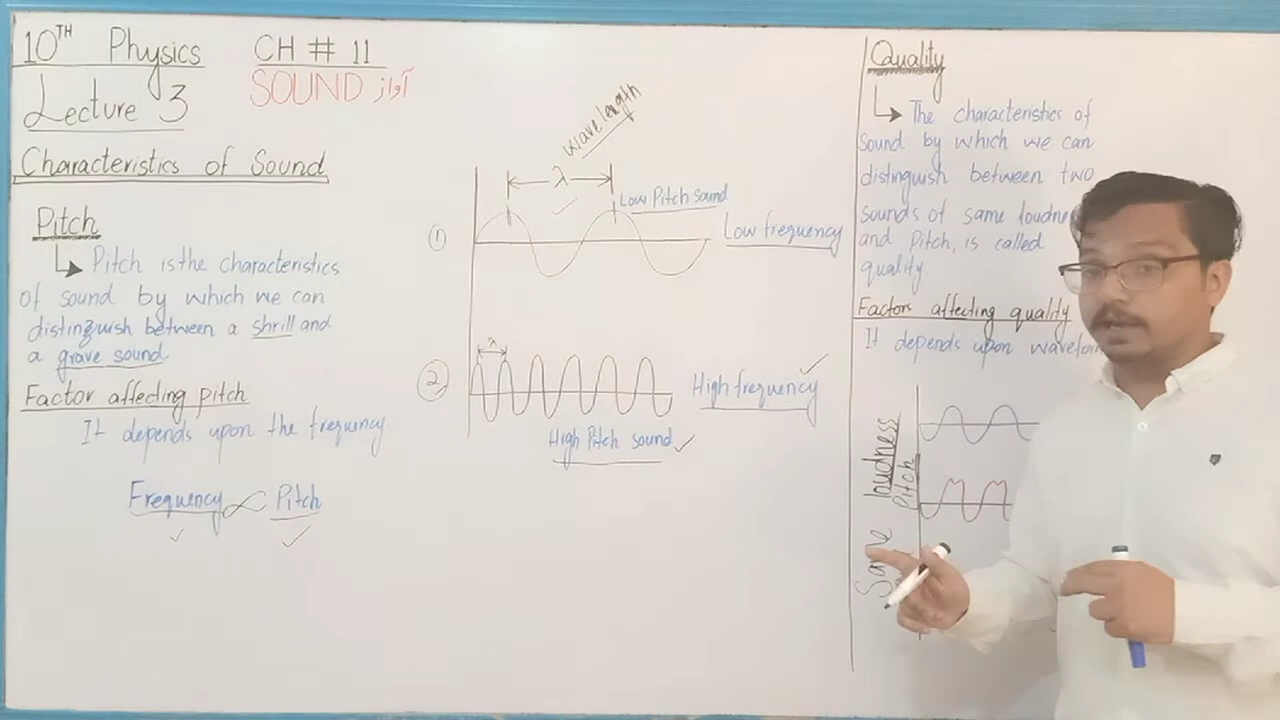 10TH Physics CH # 11
Lecture 3 SOUND آواز
Characteristics of Sound
Pitch
Pitch is the characteristics
of sound by which we can
distinguish between a shrill and
a grave sound
Factor affecting pitch
It depends upon the frequency
Frequency ∝ Pitch
wave length
λ
Low Pitch sound
① Low frequency
λ
② High frequency
High Pitch sound
Quality
The characteristics of
Sound by which we can
distinguish between two
sounds of same
and Pitch, is called
quality.
Factors affecting quality
It depends upon
Same loudness
Pitch